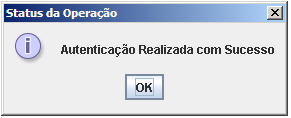 Status da Operação
Autenticação Realizada com Sucesso
OK